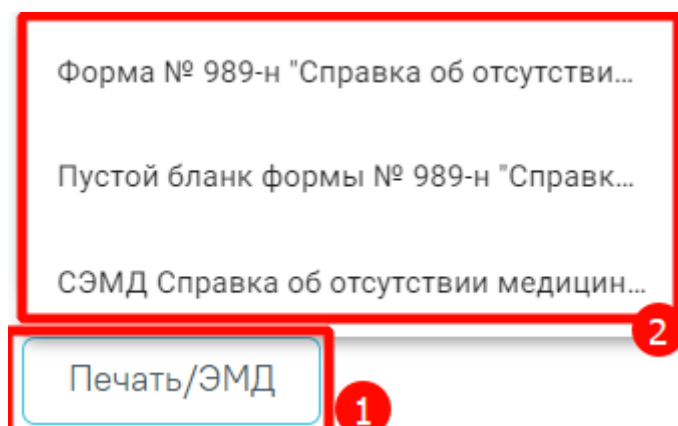 Форма № 989-н "Справка об отсутстви...
Пустой бланк формы № 989-н "Справк...
СЭМД Справка об отсутствии медицин...
2
Печать/ЭМД
1